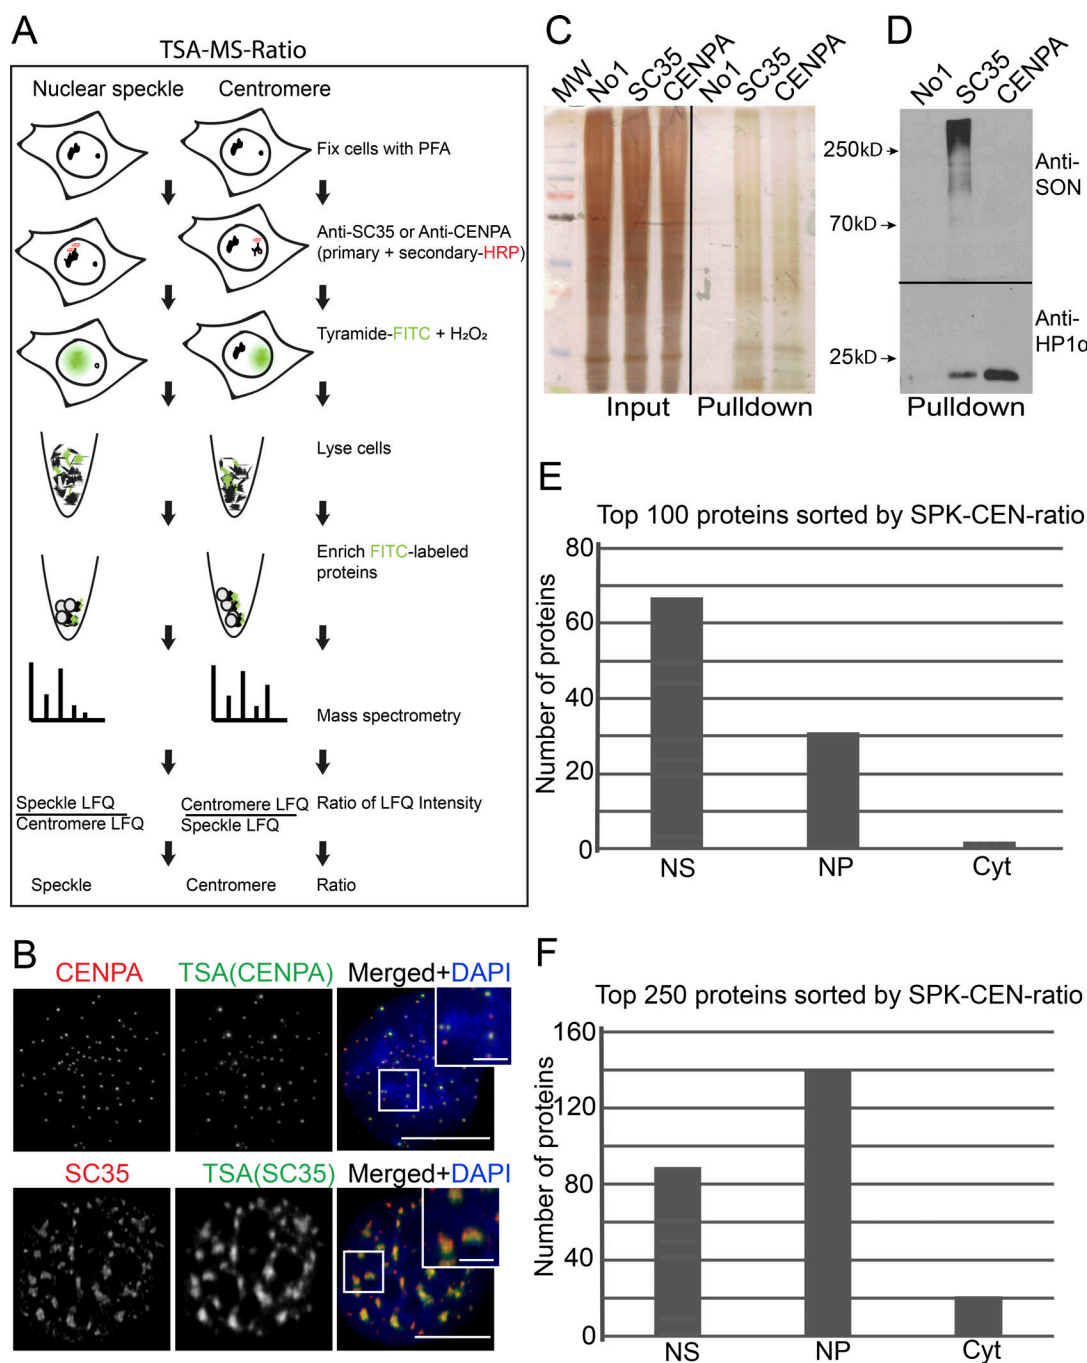 A
TSA-MS-Ratio
Nuclear speckle Centromere
Fix cells with PFA
Anti-SC35 or Anti-CENPA
(primary + secondary-HRP)
Tyramide-FITC + H₂O₂
Lyse cells
Enrich FITC-labeled
proteins
Mass spectrometry
Speckle LFQ
Centromere LFQ
Centromere LFQ
Speckle LFQ
Ratio of LFQ Intensity
Speckle Centromere Ratio
B
CENPA TSA(CENPA) Merged+DAPI
SC35 TSA(SC35) Merged+DAPI
C
MW No1 SC35 CENPA No1 SC35 CENPA
Input Pulldown
D
No1 SC35 CENPA
250kD
70kD
25kD
Anti-
SON
Anti-
HP1α
Pulldown
E
Top 100 proteins sorted by SPK-CEN-ratio
Number of proteins
80
60
40
20
0
NS NP Cyt
F
Top 250 proteins sorted by SPK-CEN-ratio
Number of proteins
160
120
80
40
0
NS NP Cyt